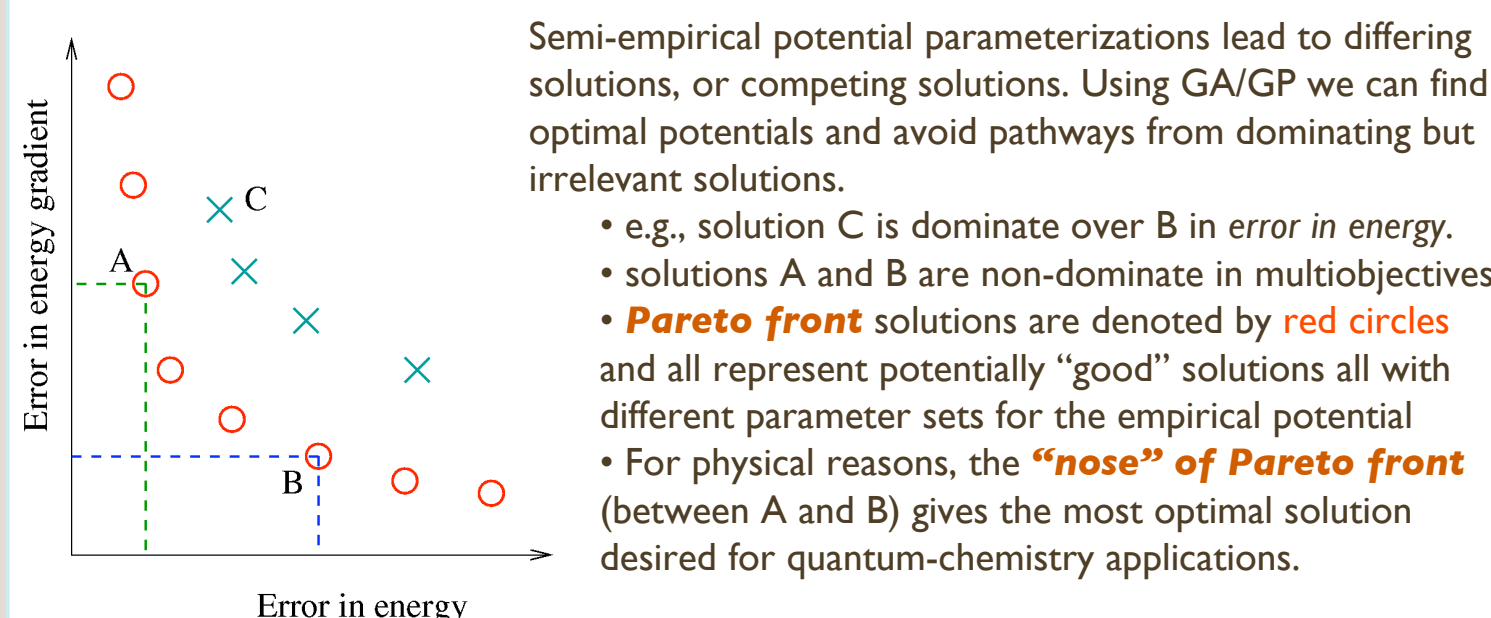 Semi-empirical potential parameterizations lead to differing
solutions, or competing solutions. Using GA/GP we can find
optimal potentials and avoid pathways from dominating but
irrelevant solutions.
• e.g., solution C is dominate over B in error in energy.
• solutions A and B are non-dominate in multiobjectives
• Pareto front solutions are denoted by red circles
and all represent potentially “good” solutions all with
different parameter sets for the empirical potential
• For physical reasons, the “nose” of Pareto front
(between A and B) gives the most optimal solution
desired for quantum-chemistry applications.
Error in energy gradient
C
A
B
Error in energy